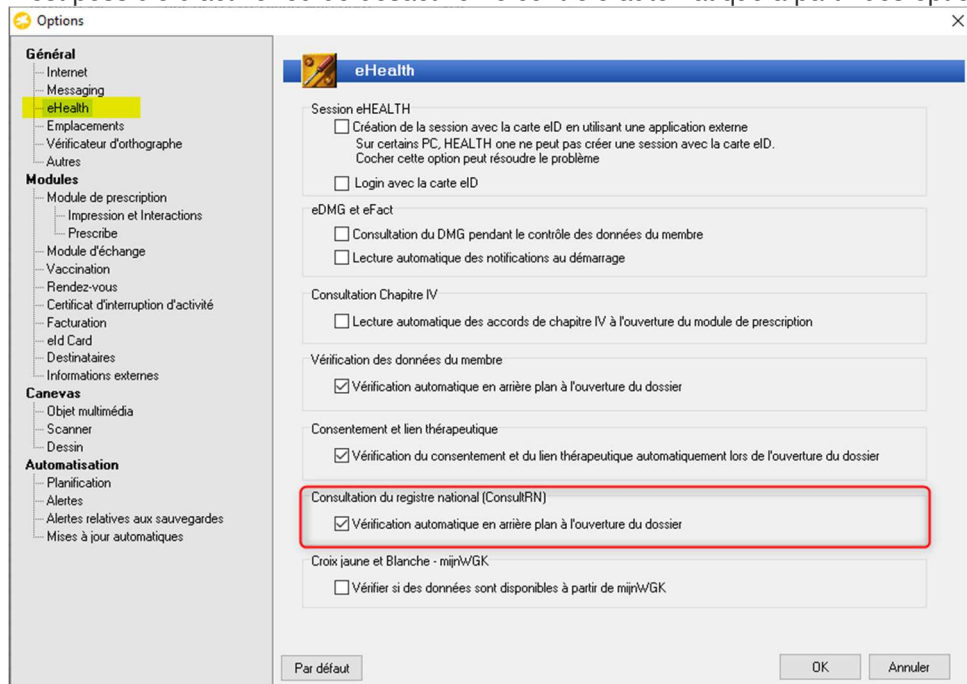 Options
Général
Internet
Messaging
eHealth
Emplacements
Vérificateur d'orthographe
Autres
Modules
Module de prescription
Impression et Interactions
Prescribe
Module d'échange
Vaccination
Rendez-vous
Certificat d'interruption d'activité
Facturation
eId Card
Destinataires
Informations externes
Canevas
Objet multimédia
Scanner
Dessin
Automatisation
Planification
Alertes
Alertes relatives aux sauvegardes
Mises à jour automatiques
eHealth
Session eHEALTH
Création de la session avec la carte eID en utilisant une application externe
Sur certains PC, HEALTH one ne peut pas créer une session avec la carte eID.
Cocher cette option peut résoudre le problème
Login avec la carte eID
eDMG et eFact
Consultation du DMG pendant le contrôle des données du membre
Lecture automatique des notifications au démarrage
Consultation Chapitre IV
Lecture automatique des accords de chapitre IV à l'ouverture du module de prescription
Vérification des données du membre
Vérification automatique en arrière plan à l'ouverture du dossier
Consentement et lien thérapeutique
Vérification du consentement et du lien thérapeutique automatiquement lors de l'ouverture du dossier
Consultation du registre national (ConsultRN)
Vérification automatique en arrière plan à l'ouverture du dossier
Croix jaune et Blanche - mijnWGK
Vérifier si des données sont disponibles à partir de mijnWGK
Par défaut
OK
Annuler